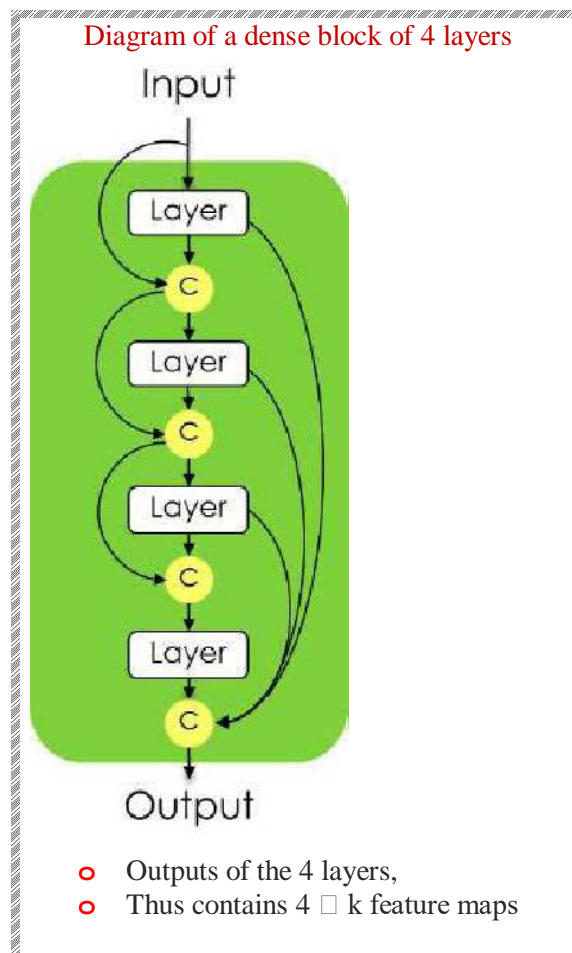 Diagram of a dense block of 4 layers
Input
Layer
C
Layer
C
Layer
C
Layer
C
Output
o Outputs of the 4 layers,
o Thus contains 4 □ k feature maps